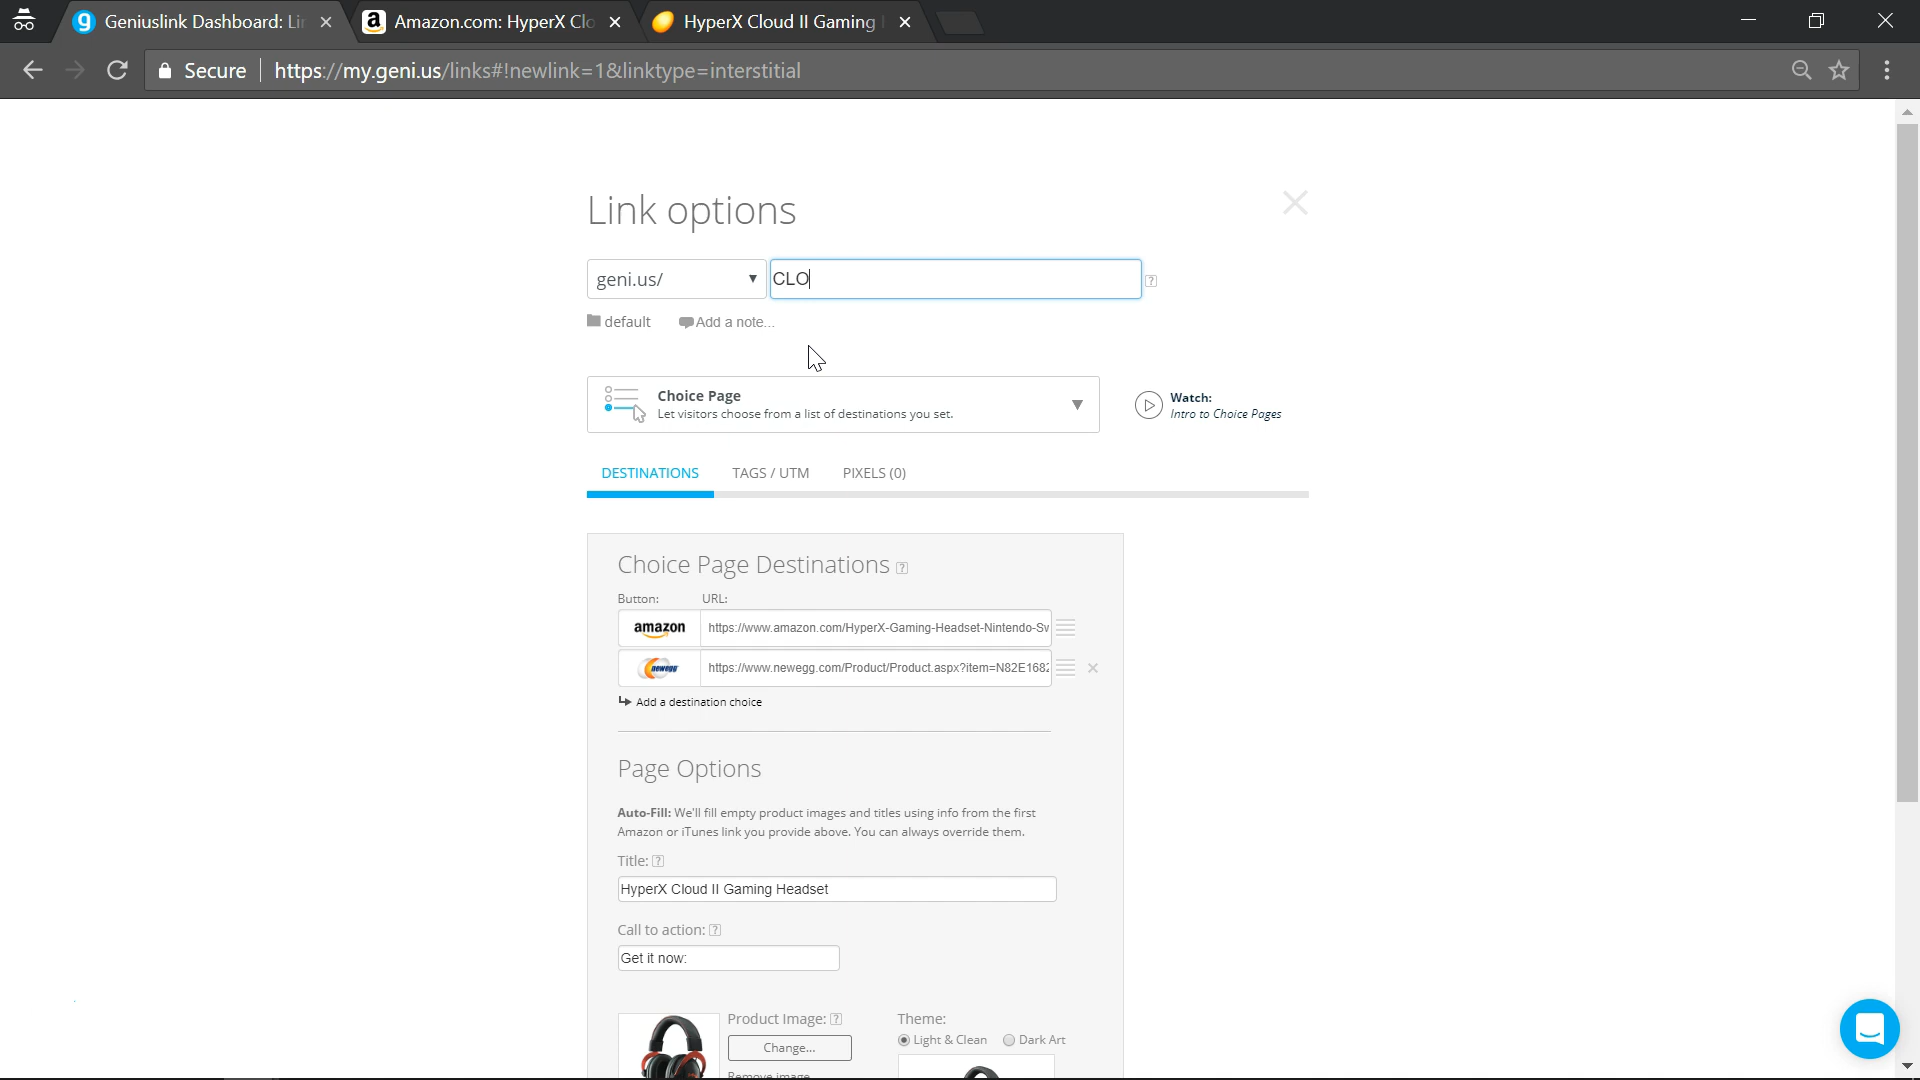 Geniuslink Dashboard: Li
Amazon.com: HyperX Clo
HyperX Cloud II Gaming
Secure https://my.geni.us/links#!newlink=1&linktype=interstitial
Link options
geni.us/ CLO
default Add a note...
Choice Page
Let visitors choose from a list of destinations you set.
Watch:
Intro to Choice Pages
DESTINATIONS TAGS / UTM PIXELS (0)
Choice Page Destinations ?
Button: URL:
amazon https://www.amazon.com/HyperX-Gaming-Headset-Nintendo-Sw
newegg https://www.newegg.com/Product/Product.aspx?item=N82E1682
Add a destination choice
Page Options
Auto-Fill: We'll fill empty product images and titles using info from the first
Amazon or iTunes link you provide above. You can always override them.
Title: ?
HyperX Cloud II Gaming Headset
Call to action: ?
Get it now:
Product Image: ?
Change...
Remove image
Theme:
Light & Clean Dark Art